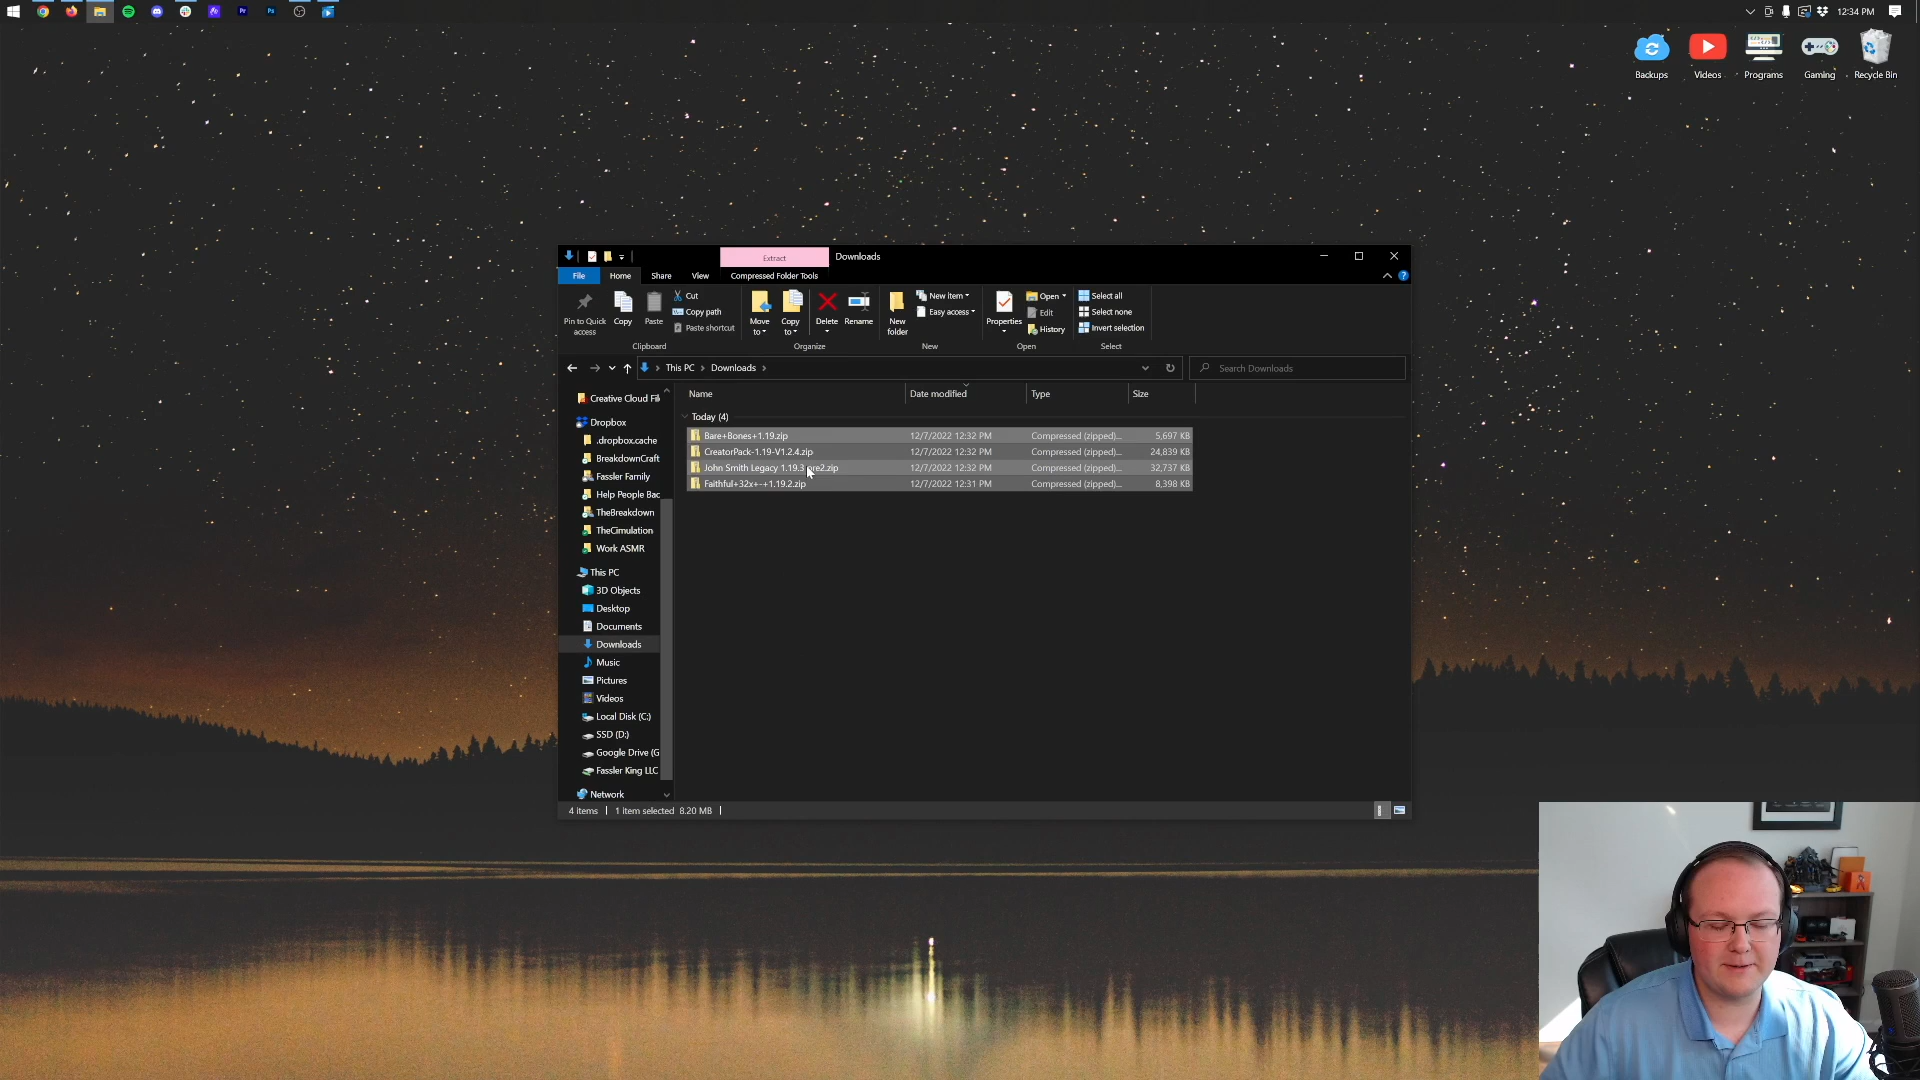 12:34 PM
Backups
Videos
Programs
Gaming
Recycle Bin
Extract
Downloads
File
Home
Share
View
Compressed Folder Tools
Pin to Quick access
Copy
Paste
Cut
Copy path
Paste shortcut
Move to
Copy to
Delete
Rename
New folder
New item
Easy access
Properties
Open
Edit
History
Select all
Select none
Invert selection
Clipboard
Organize
New
Open
Select
This PC > Downloads >
Search Downloads
Name
Date modified
Type
Size
Today (4)
Bare+Bones+1.19.zip 12/7/2022 12:32 PM Compressed (zipped)... 5,697 KB
CreatorPack-1.19-V1.2.4.zip 12/7/2022 12:32 PM Compressed (zipped)... 24,839 KB
John Smith Legacy 1.19.3 pre2.zip 12/7/2022 12:32 PM Compressed (zipped)... 32,737 KB
Faithful+32x+-+1.19.2.zip 12/7/2022 12:31 PM Compressed (zipped)... 8,398 KB
Creative Cloud Fil
Dropbox
.dropbox.cache
BreakdownCraft
Fassler Family
Help People Bac
TheBreakdown
TheCimulation
Work ASMR
This PC
3D Objects
Desktop
Documents
Downloads
Music
Pictures
Videos
Local Disk (C:)
SSD (D:)
Google Drive (G
Fassler King LLC
Network
4 items
1 item selected 8.20 MB